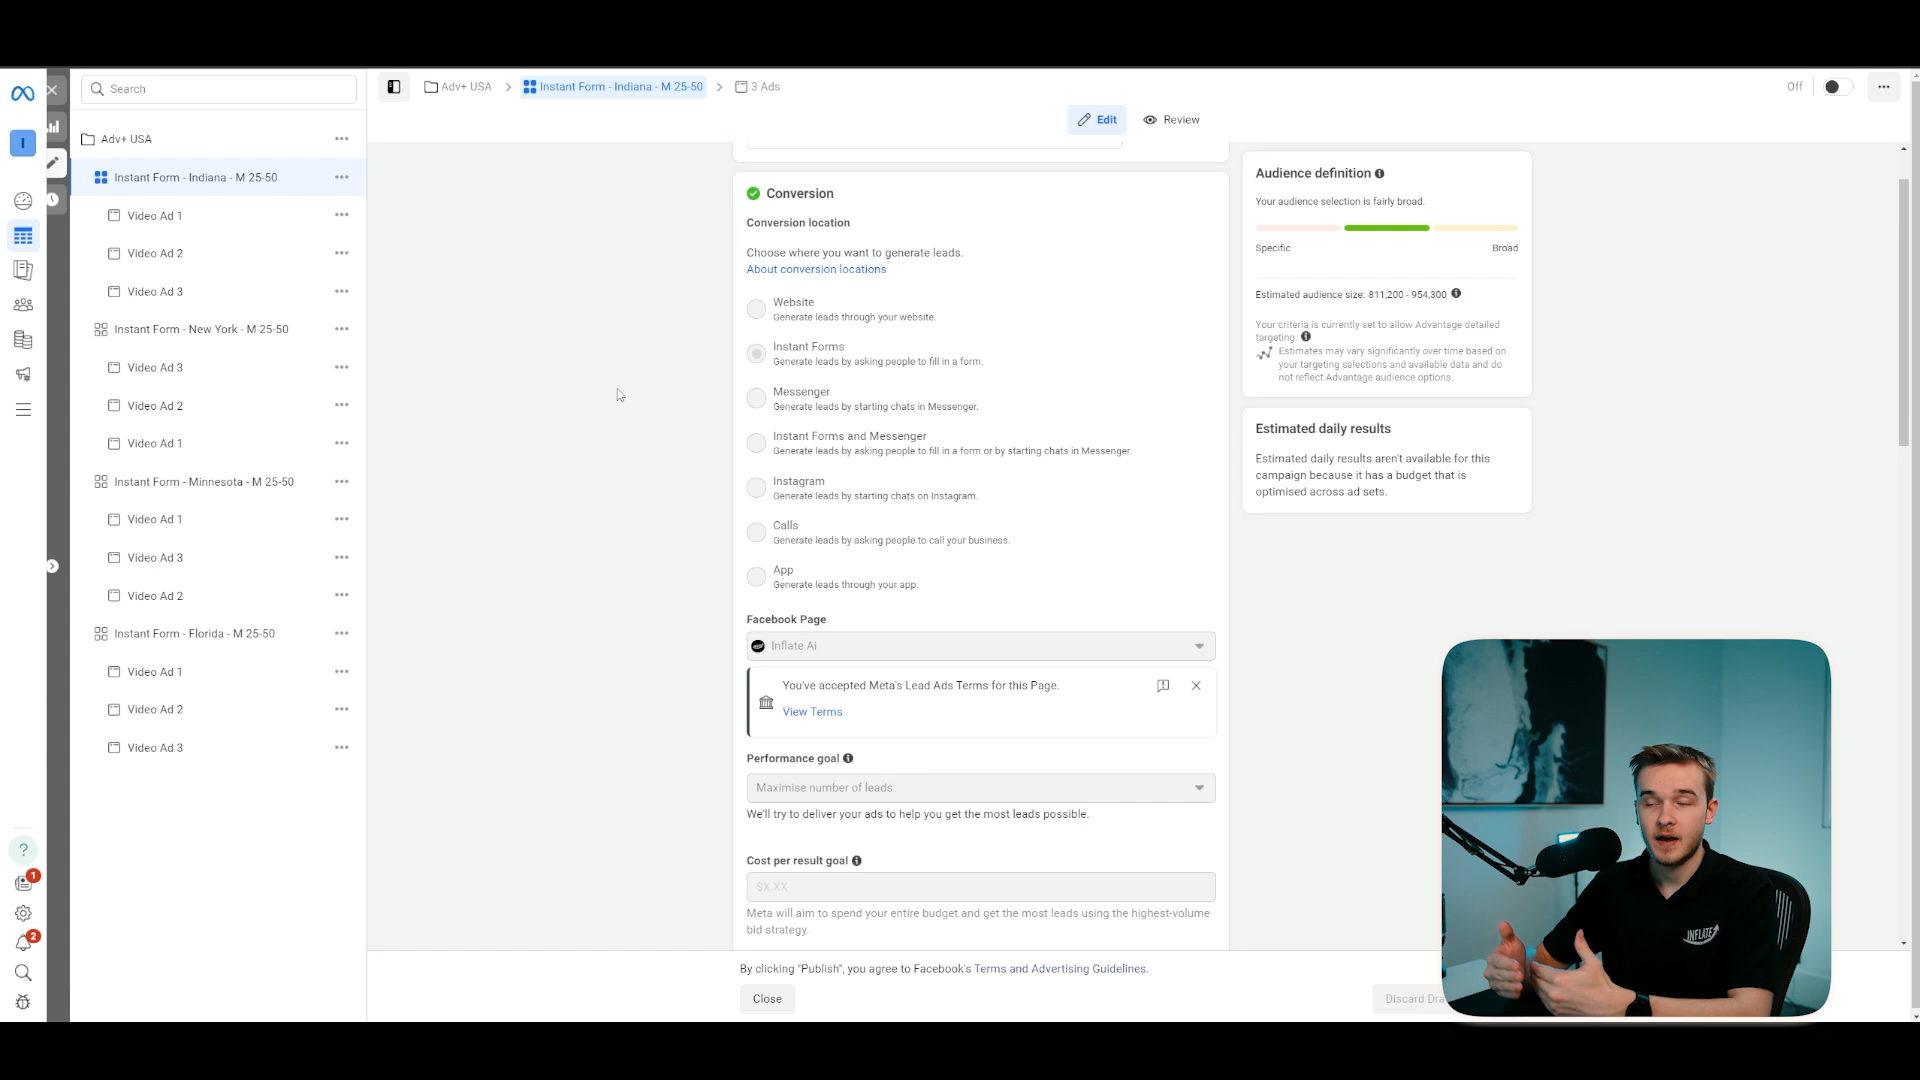 Search
Adv+ USA
Instant Form - Indiana - M 25-50
3 Ads
Off
Edit
Review
I
Adv+ USA
Instant Form - Indiana - M 25-50
Video Ad 1
Video Ad 2
Video Ad 3
Instant Form - New York - M 25-50
Video Ad 3
Video Ad 2
Video Ad 1
Instant Form - Minnesota - M 25-50
Video Ad 1
Video Ad 3
Video Ad 2
Instant Form - Florida - M 25-50
Video Ad 1
Video Ad 2
Video Ad 3
?
1
2
Conversion
Conversion location
Choose where you want to generate leads.
About conversion locations
Website
Generate leads through your website.
Instant Forms
Generate leads by asking people to fill in a form.
Messenger
Generate leads by starting chats in Messenger.
Instant Forms and Messenger
Generate leads by asking people to fill in a form or by starting chats in Messenger.
Instagram
Generate leads by starting chats on Instagram.
Calls
Generate leads by asking people to call your business.
App
Generate leads through your app.
Facebook Page
Inflate Ai
You've accepted Meta's Lead Ads Terms for this Page.
View Terms
Performance goal
Maximise number of leads
We'll try to deliver your ads to help you get the most leads possible.
Cost per result goal
$X.XX
Meta will aim to spend your entire budget and get the most leads using the highest-volume
bid strategy.
By clicking "Publish", you agree to Facebook's Terms and Advertising Guidelines.
Close
Discard Dra
Audience definition
Your audience selection is fairly broad.
Specific
Broad
Estimated audience size: 811,200 - 954,300
Your criteria is currently set to allow Advantage detailed
targeting.
Estimates may vary significantly over time based on
your targeting selections and available data and do
not reflect Advantage audience options.
Estimated daily results
Estimated daily results aren't available for this
campaign because it has a budget that is
optimised across ad sets.
INFLATE